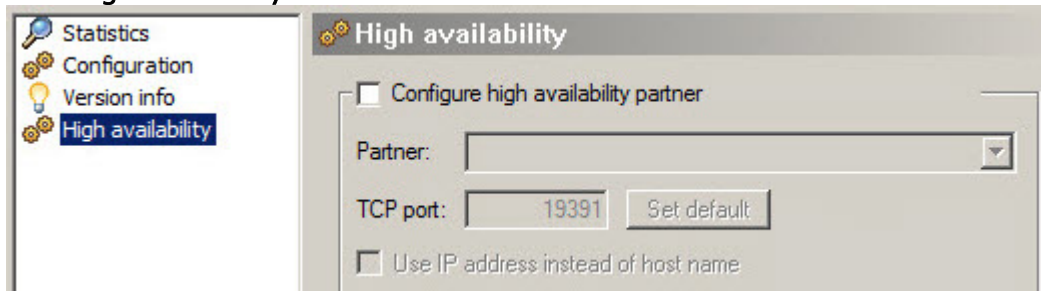 Statistics
Configuration
Version info
High availability
High availability
Configure high availability partner
Partner:
TCP port: 19391 Set default
Use IP address instead of host name